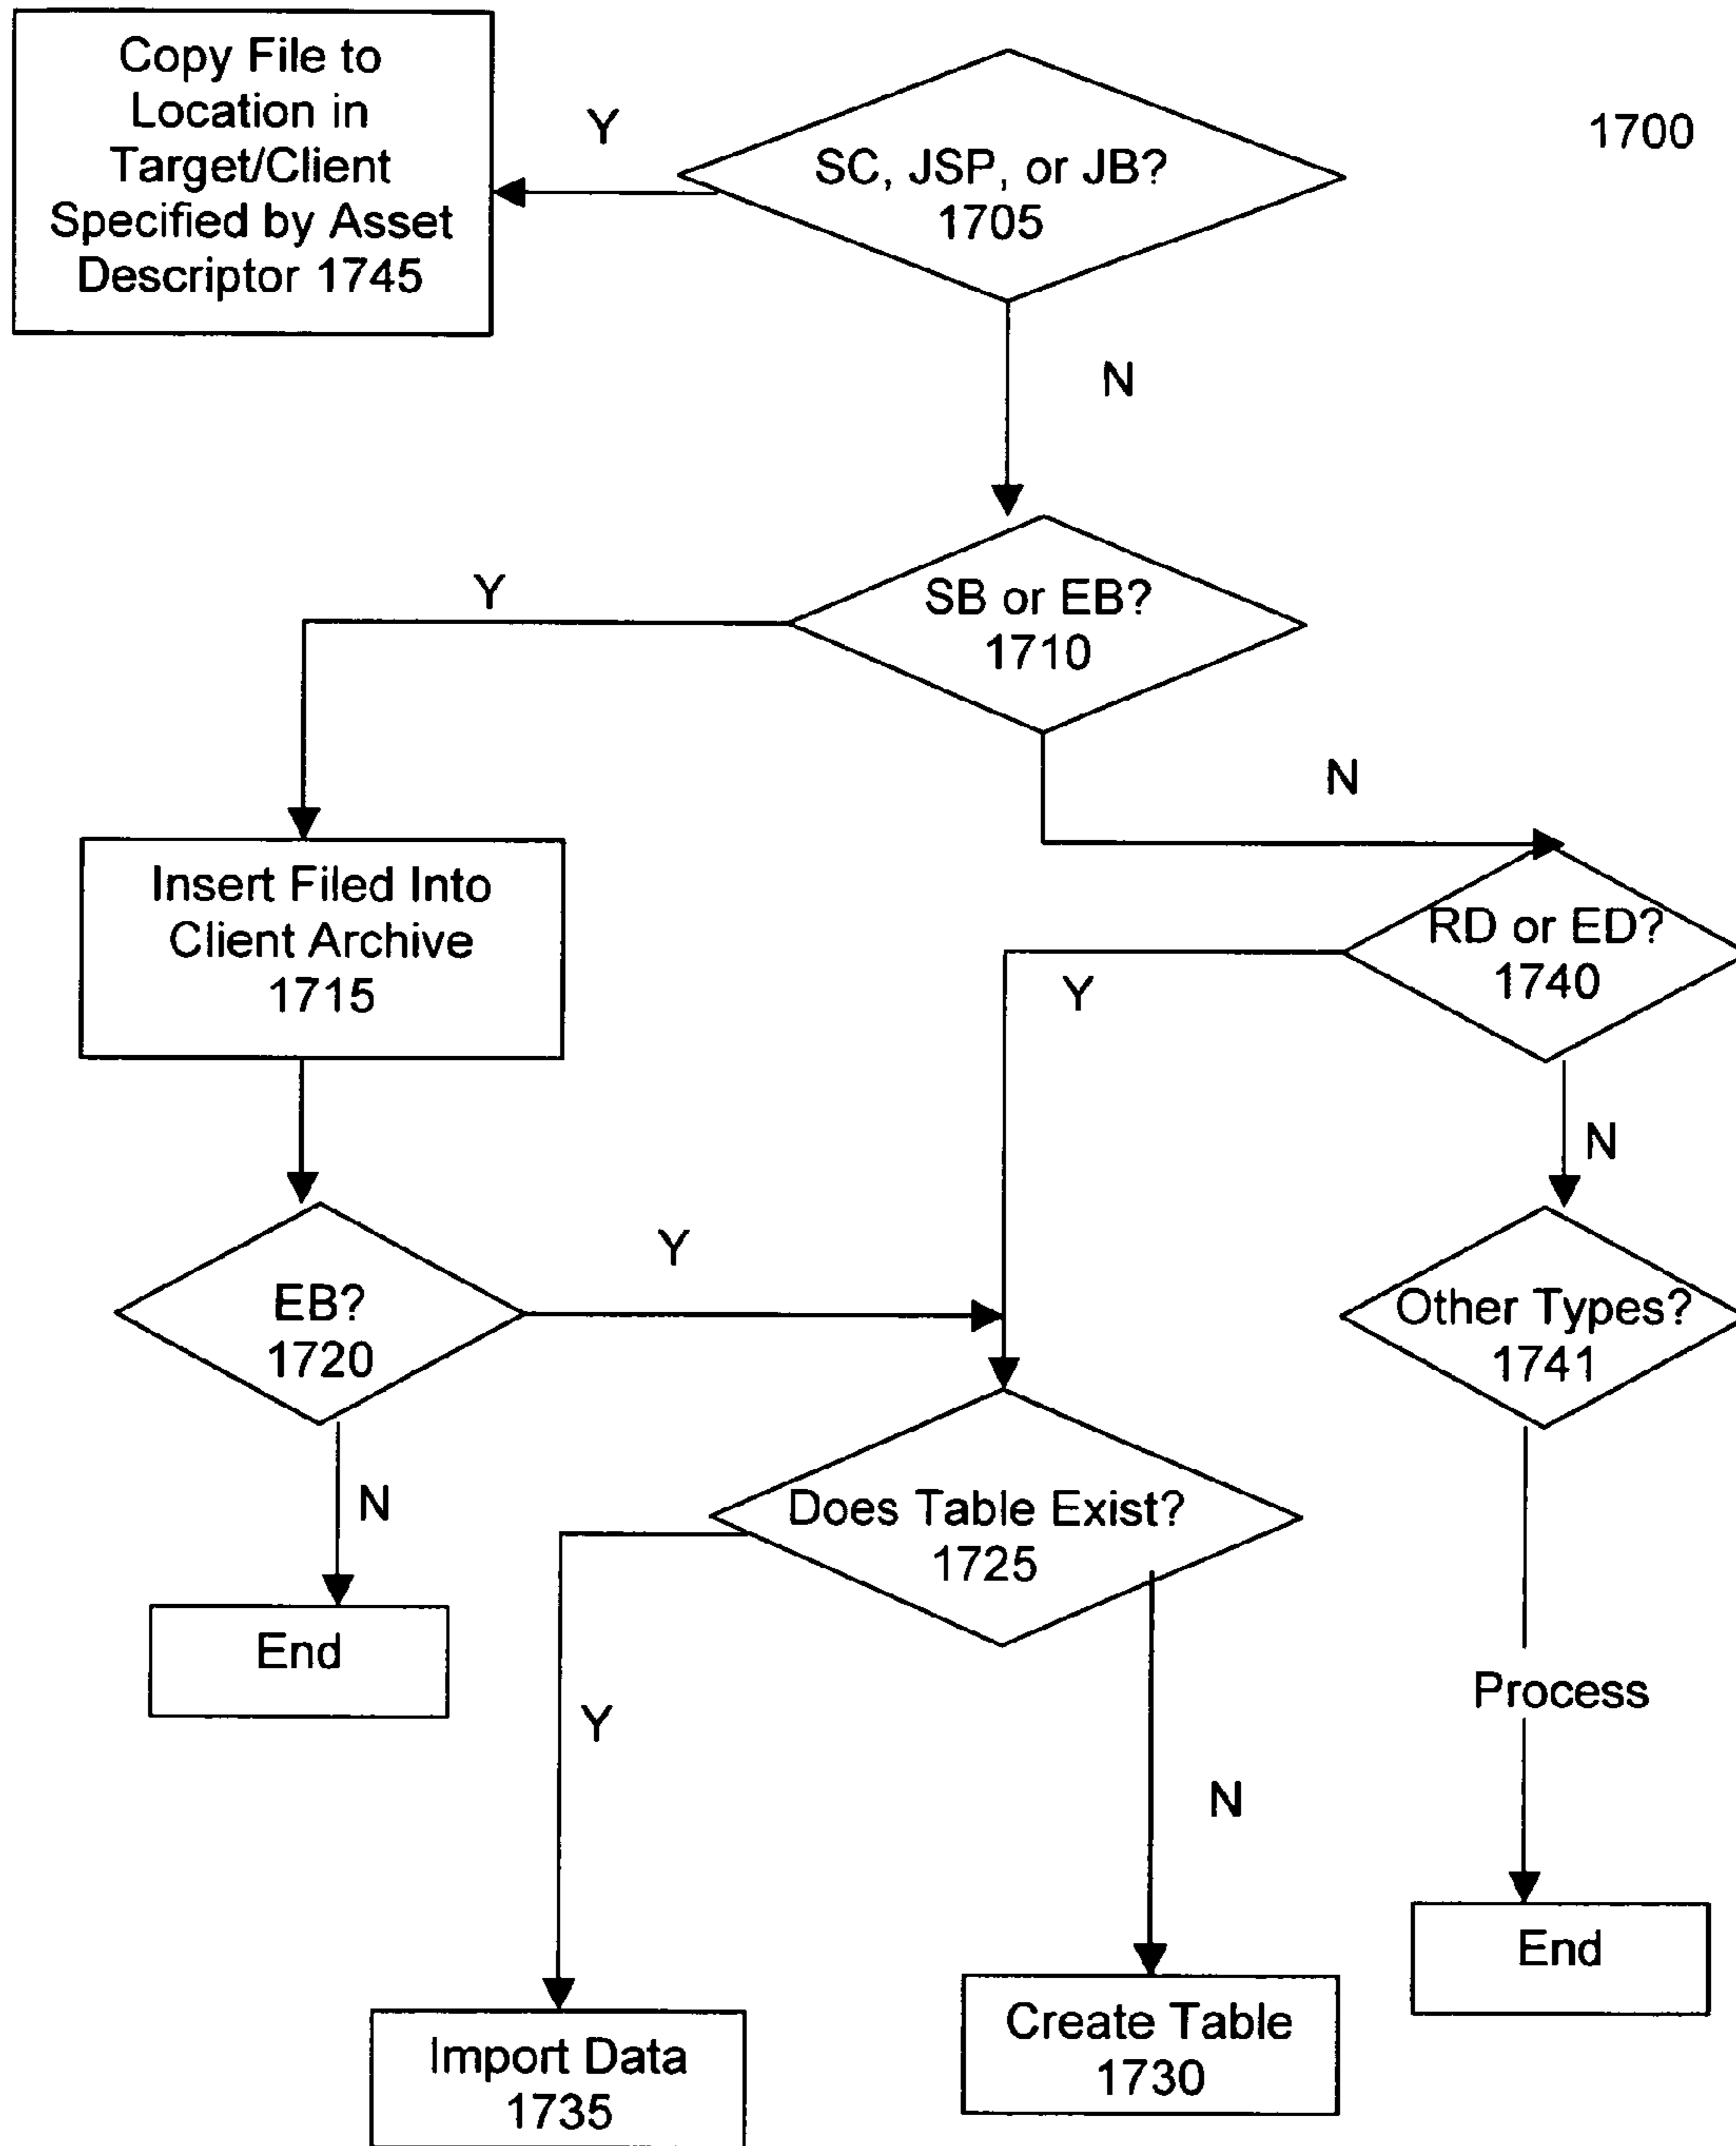 Copy File to
Location in
Target/Client
Specified by Asset
Descriptor 1745
Y
SC, JSP, or JB?
1705
1700
N
Y
SB or EB?
1710
N
Insert Filed Into
Client Archive
1715
RD or ED?
1740
Y
N
EB?
1720
Y
Other Types?
1741
N
Does Table Exist?
1725
End
Y
Process
N
End
Import Data
1735
Create Table
1730